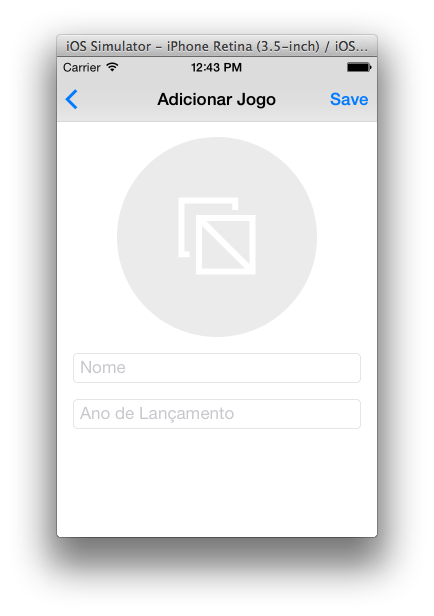 iOS Simulator - iPhone Retina (3.5-inch) / iOS...
Carrier 12:43 PM
Adicionar Jogo Save
Nome
Ano de Lançamento